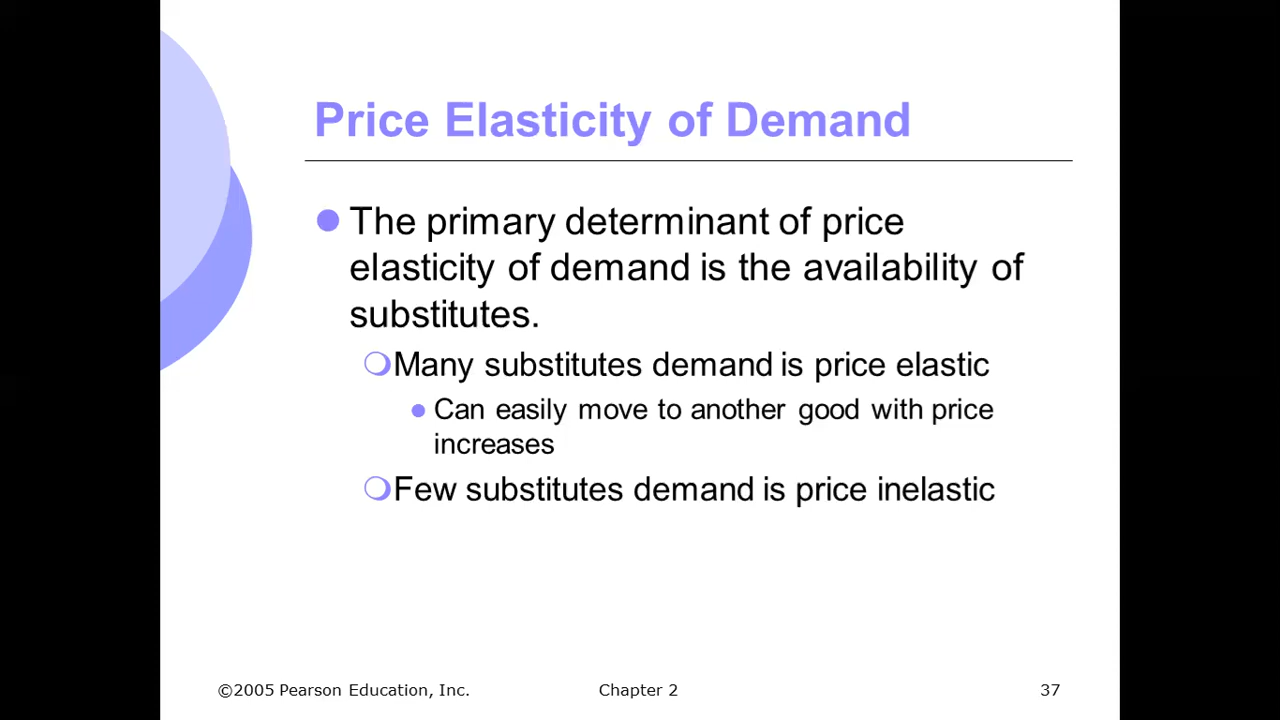 Price Elasticity of Demand
The primary determinant of price
elasticity of demand is the availability of
substitutes.
Many substitutes demand is price elastic
Can easily move to another good with price
increases
Few substitutes demand is price inelastic
©2005 Pearson Education, Inc.
Chapter 2
37